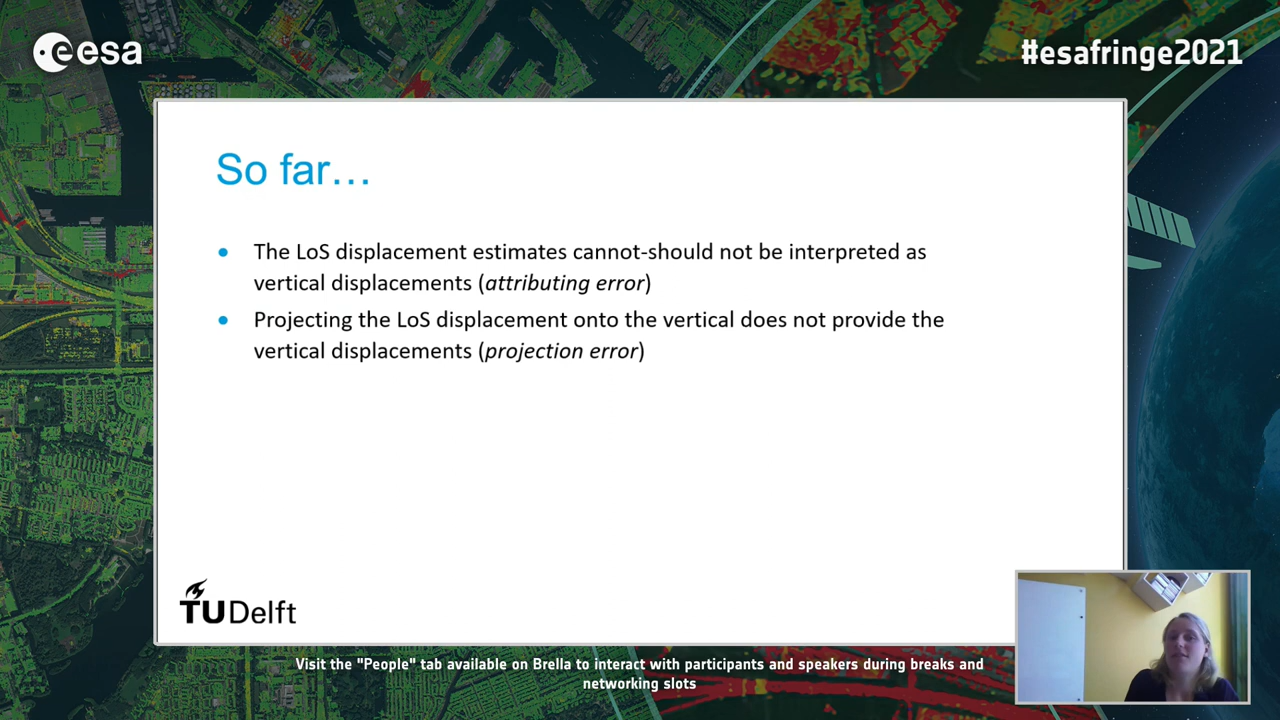 esa
#esafringe2021
So far…
• The LoS displacement estimates cannot-should not be interpreted as
vertical displacements (attributing error)
• Projecting the LoS displacement onto the vertical does not provide the
vertical displacements (projection error)
TUDelft
Visit the "People" tab available on Brella to interact with participants and speakers during breaks and
networking slots